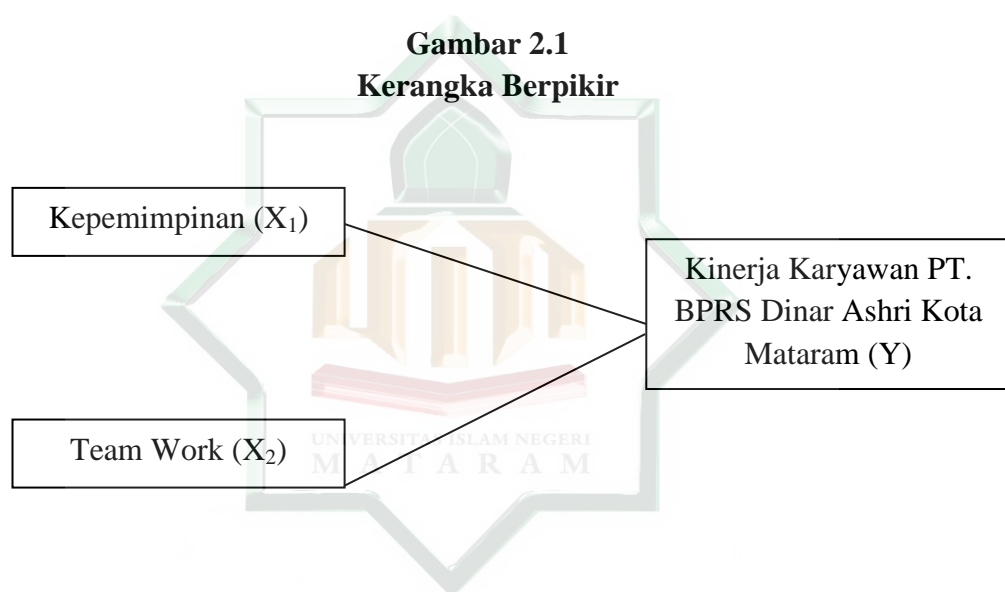 Gambar 2.1
Kerangka Berpikir
Kepemimpinan (X₁)
Kinerja Karyawan PT.
BPRS Dinar Ashri Kota
Mataram (Y)
Team Work (X₂)
UNIVERSITAS ISLAM NEGERI
MATARAM